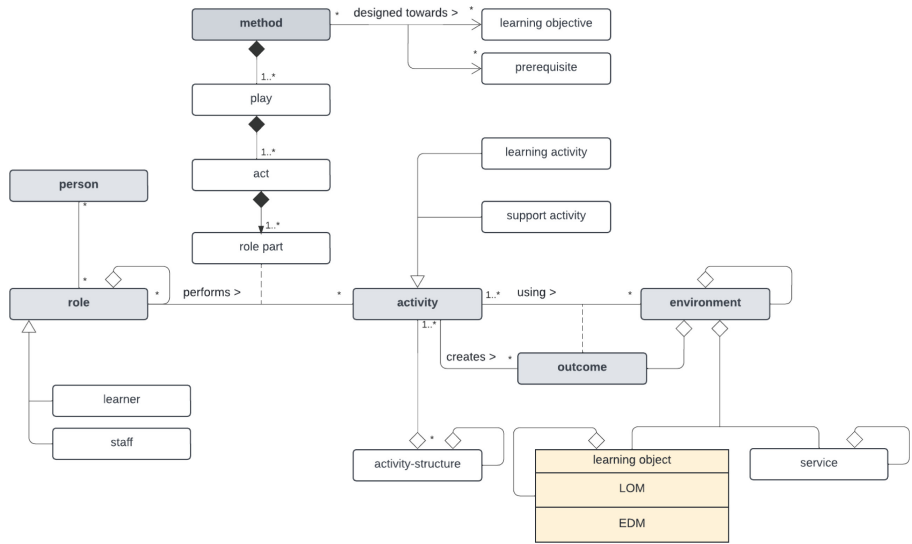 method
*
designed towards >
*
learning objective
*
prerequisite
1..*
play
1..*
act
1..*
role part
learning activity
support activity
person
*
*
role
*
performs >
*
activity
1..*
using >
*
environment
1..*
creates >
*
outcome
learner
staff
*
activity-structure
learning object
LOM
EDM
service